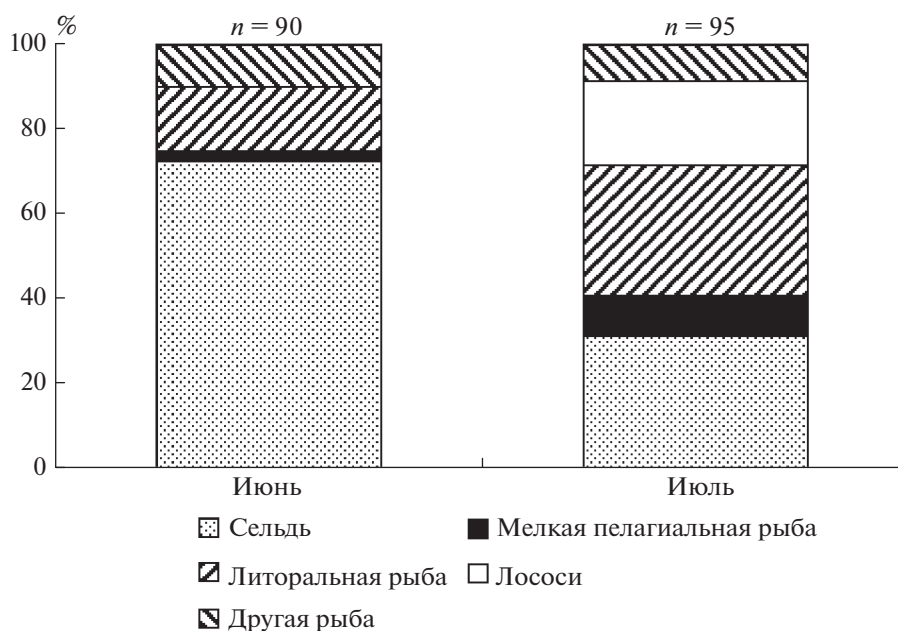 %
n = 90
n = 95
100
80
60
40
20
0
Июнь
Июль
Сельдь
Мелкая пелагиальная рыба
Литоральная рыба
Лососи
Другая рыба